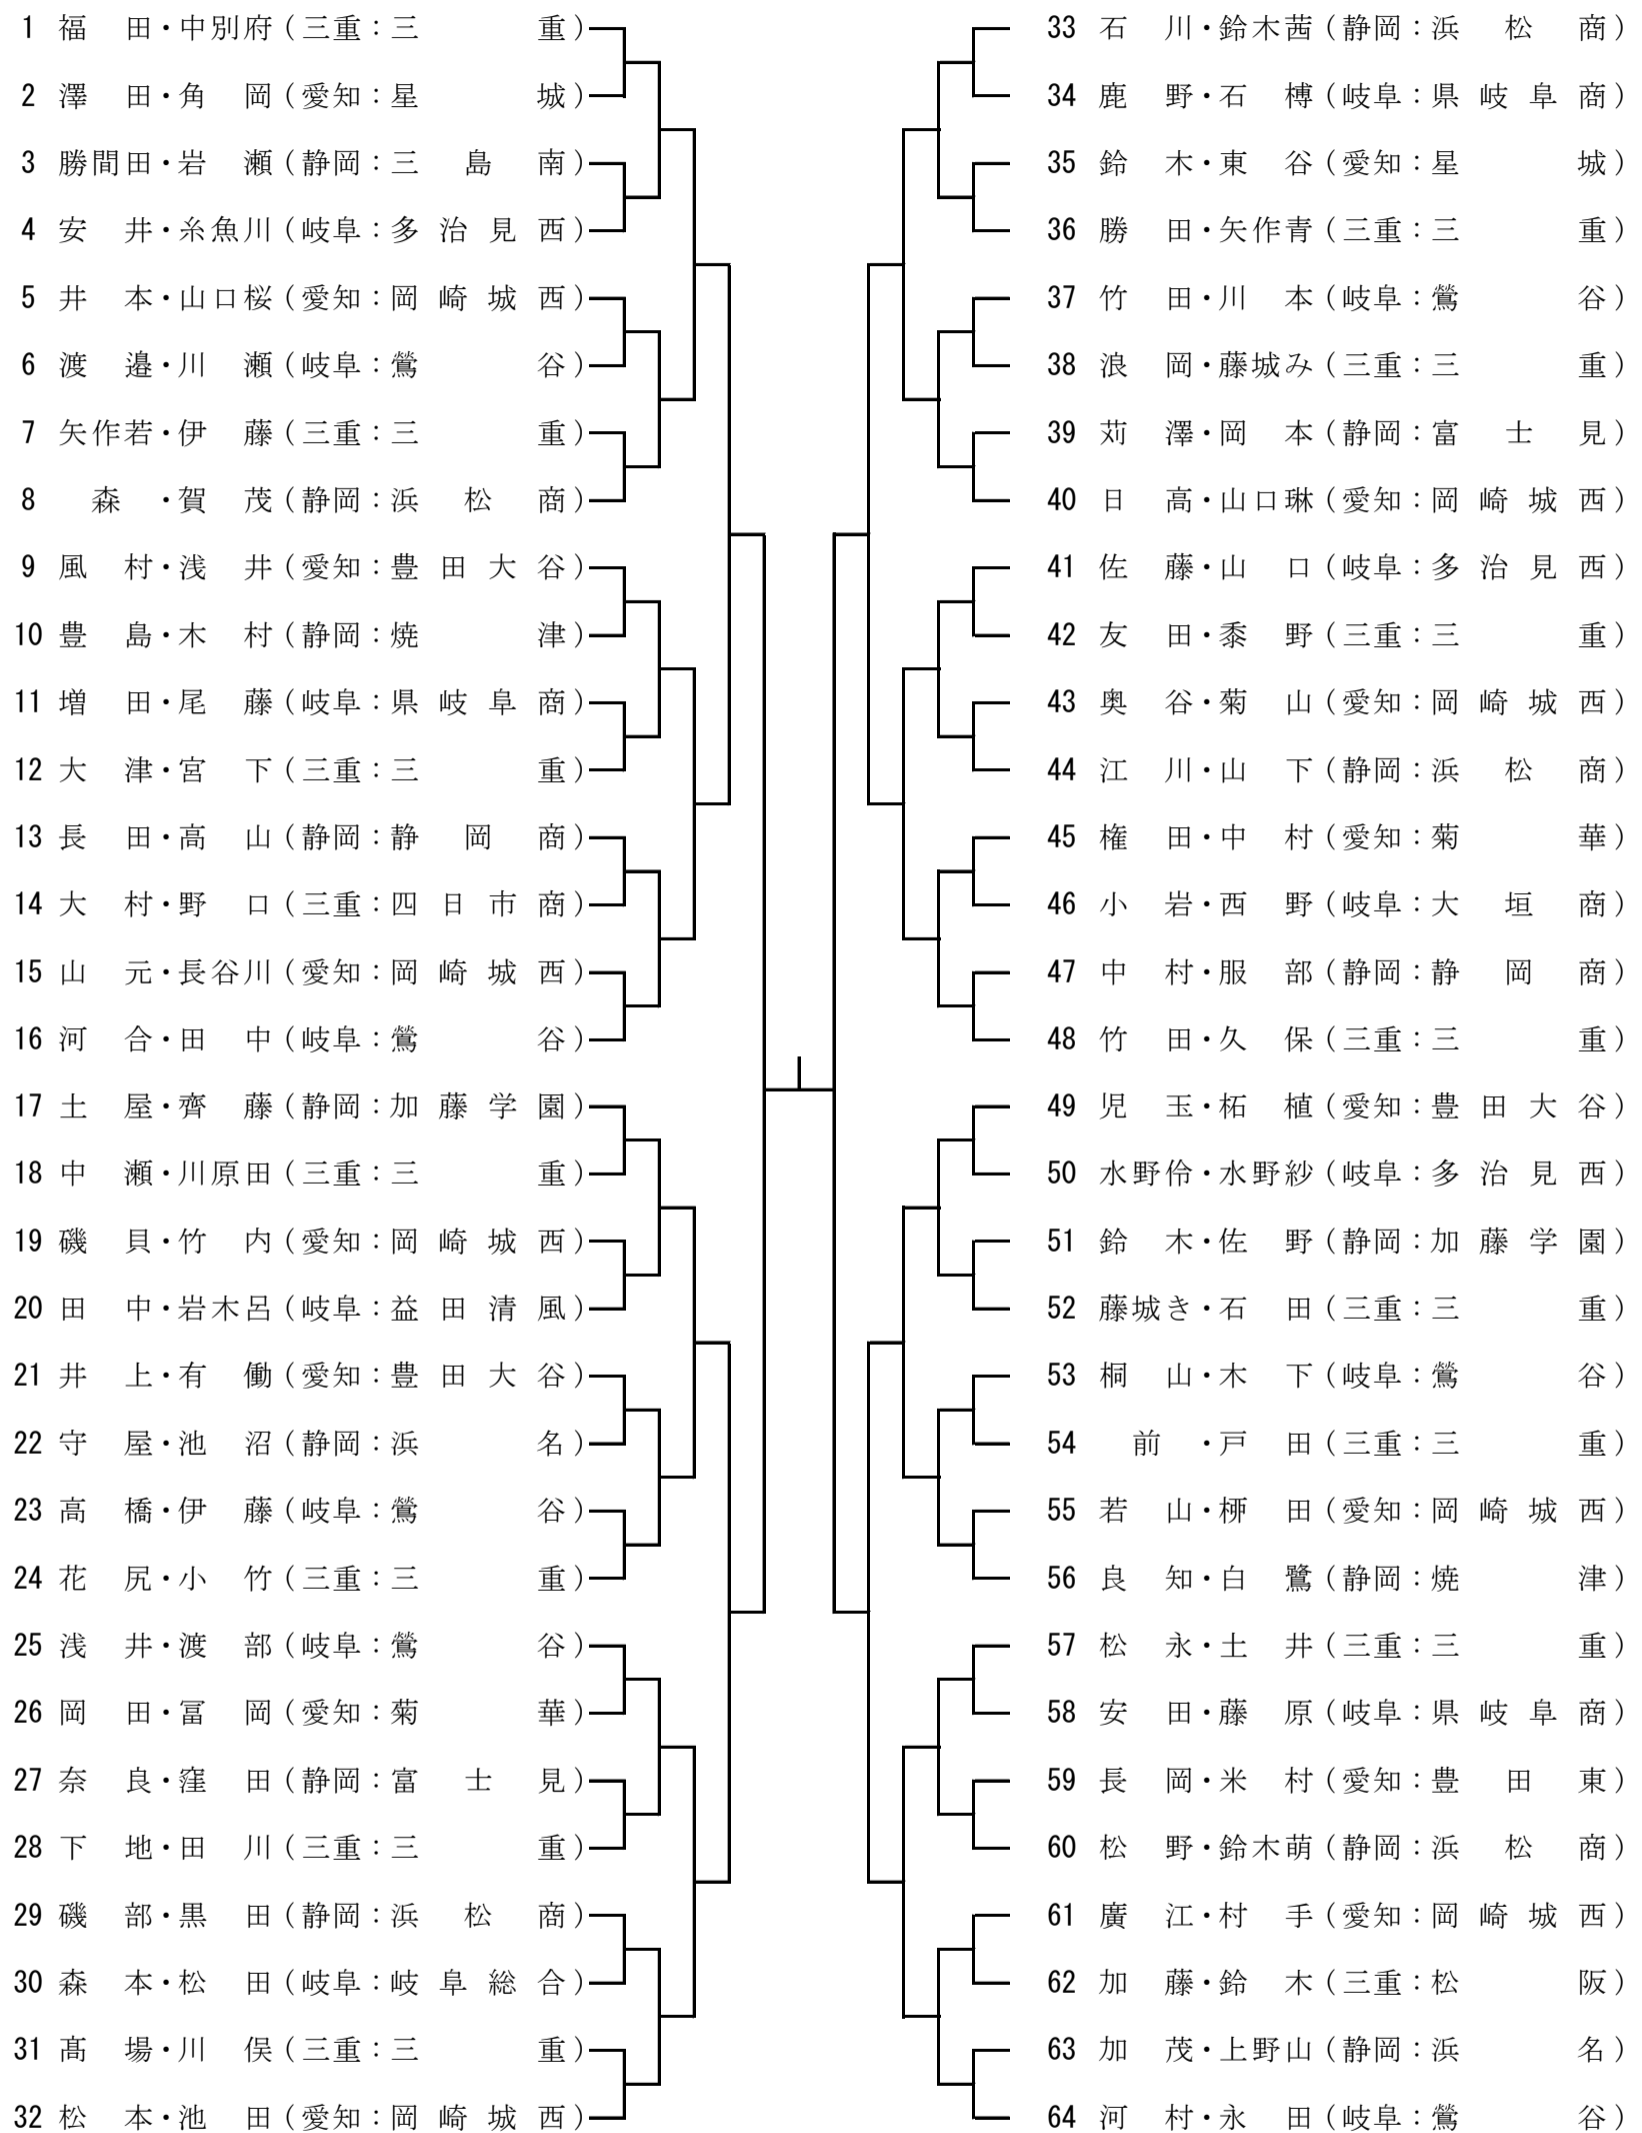 1 福田・中別府（三重：三重）
2 澤田・角岡（愛知：星城）
3 勝間田・岩瀬（静岡：三島南）
4 安井・糸魚川（岐阜：多治見西）
5 井本・山口桜（愛知：岡崎城西）
6 渡邉・川瀬（岐阜：鶯谷）
7 矢作若・伊藤（三重：三重）
8 森・賀茂（静岡：浜松商）
9 風村・浅井（愛知：豊田大谷）
10 豊島・木村（静岡：焼津）
11 増田・尾藤（岐阜：県岐阜商）
12 大津・宮下（三重：三重）
13 長田・高山（静岡：静岡商）
14 大村・野口（三重：四日市商）
15 山元・長谷川（愛知：岡崎城西）
16 河合・田中（岐阜：鶯谷）
17 土屋・齊藤（静岡：加藤学園）
18 中瀬・川原田（三重：三重）
19 磯貝・竹内（愛知：岡崎城西）
20 田中・岩木呂（岐阜：益田清風）
21 井上・有働（愛知：豊田大谷）
22 守屋・池沼（静岡：浜名）
23 高橋・伊藤（岐阜：鶯谷）
24 花尻・小竹（三重：三重）
25 浅井・渡部（岐阜：鶯谷）
26 岡田・冨岡（愛知：菊華）
27 奈良・窪田（静岡：富士見）
28 下地・田川（三重：三重）
29 磯部・黒田（静岡：浜松商）
30 森本・松田（岐阜：岐阜総合）
31 髙場・川俣（三重：三重）
32 松本・池田（愛知：岡崎城西）
33 石川・鈴木茜（静岡：浜松商）
34 鹿野・石榑（岐阜：県岐阜商）
35 鈴木・東谷（愛知：星城）
36 勝田・矢作青（三重：三重）
37 竹田・川本（岐阜：鶯谷）
38 浪岡・藤城み（三重：三重）
39 苅澤・岡本（静岡：富士見）
40 日高・山口琳（愛知：岡崎城西）
41 佐藤・山口（岐阜：多治見西）
42 友田・黍野（三重：三重）
43 奥谷・菊山（愛知：岡崎城西）
44 江川・山下（静岡：浜松商）
45 権田・中村（愛知：菊華）
46 小岩・西野（岐阜：大垣商）
47 中村・服部（静岡：静岡商）
48 竹田・久保（三重：三重）
49 児玉・柘植（愛知：豊田大谷）
50 水野伶・水野紗（岐阜：多治見西）
51 鈴木・佐野（静岡：加藤学園）
52 藤城き・石田（三重：三重）
53 桐山・木下（岐阜：鶯谷）
54 前・戸田（三重：三重）
55 若山・栁田（愛知：岡崎城西）
56 良知・白鷺（静岡：焼津）
57 松永・土井（三重：三重）
58 安田・藤原（岐阜：県岐阜商）
59 長岡・米村（愛知：豊田東）
60 松野・鈴木萌（静岡：浜松商）
61 廣江・村手（愛知：岡崎城西）
62 加藤・鈴木（三重：松阪）
63 加茂・上野山（静岡：浜名）
64 河村・永田（岐阜：鶯谷）